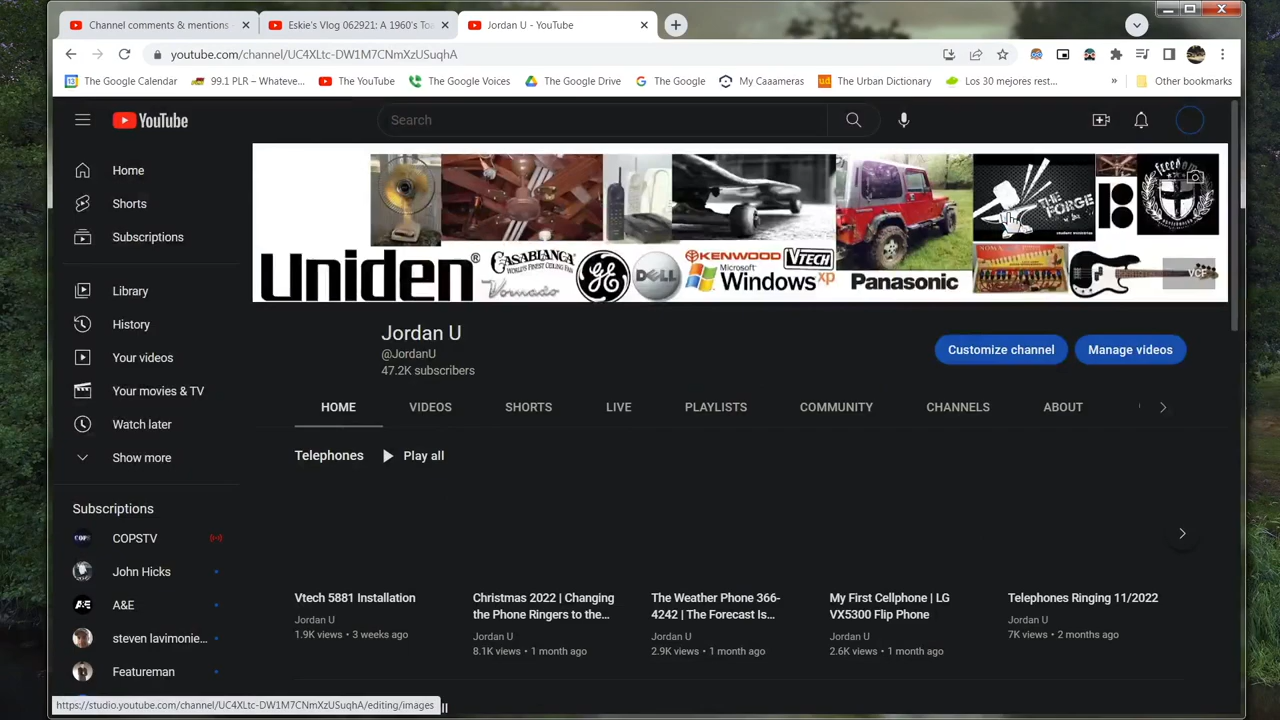 Channel comments & mentions -
Eskie's Vlog 062921: A 1960's Toa
Jordan U - YouTube
youtube.com/channel/UC4XLtc-DW1M7CNmXzUSuqhA
The Google Calendar
99.1 PLR – Whateve...
The YouTube
The Google Voices
The Google Drive
The Google
My Caaameras
The Urban Dictionary
Los 30 mejores rest...
»
Other bookmarks
YouTube
Search
Home
Shorts
Subscriptions
Library
History
Your videos
Your movies & TV
Watch later
Show more
Subscriptions
COPSTV
John Hicks
A&E
steven lavimonie...
Featureman
THE FORGE
Freedom
Uniden®
CASABLANCA
WORLD'S FINEST CEILING FAN
Vornado
GE
DELL
KENWOOD
VTECH
Microsoft
Windows xp
Panasonic
VCF
Jordan U
@JordanU
47.2K subscribers
Customize channel
Manage videos
HOME
VIDEOS
SHORTS
LIVE
PLAYLISTS
COMMUNITY
CHANNELS
ABOUT
Telephones
Play all
Vtech 5881 Installation
Jordan U
1.9K views • 3 weeks ago
Christmas 2022 | Changing
the Phone Ringers to the...
Jordan U
8.1K views • 1 month ago
The Weather Phone 366-
4242 | The Forecast Is...
Jordan U
2.9K views • 1 month ago
My First Cellphone | LG
VX5300 Flip Phone
Jordan U
2.6K views • 1 month ago
Telephones Ringing 11/2022
Jordan U
7K views • 2 months ago
https://studio.youtube.com/channel/UC4XLtc-DW1M7CNmXzUSuqhA/editing/images